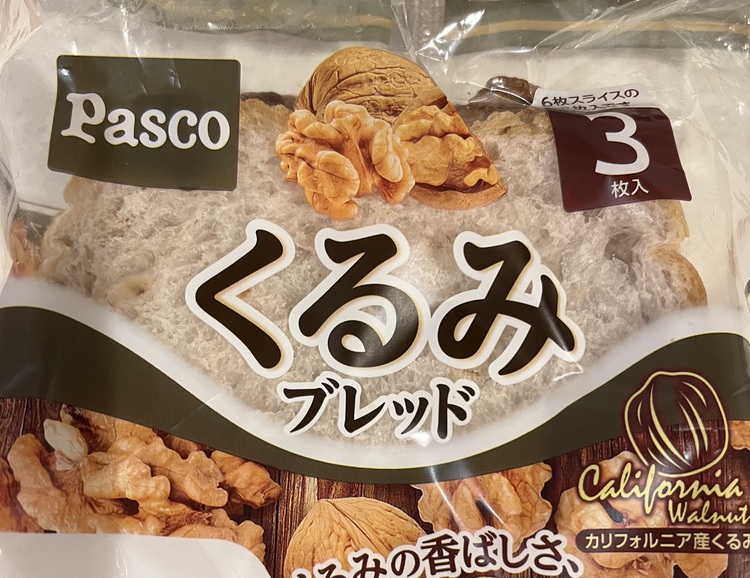 Pasco
6枚スライスの
3
枚入
くるみ
ブレッド
California
Walnut
カリフォルニア産くるみ
くるみの香ばしさ、